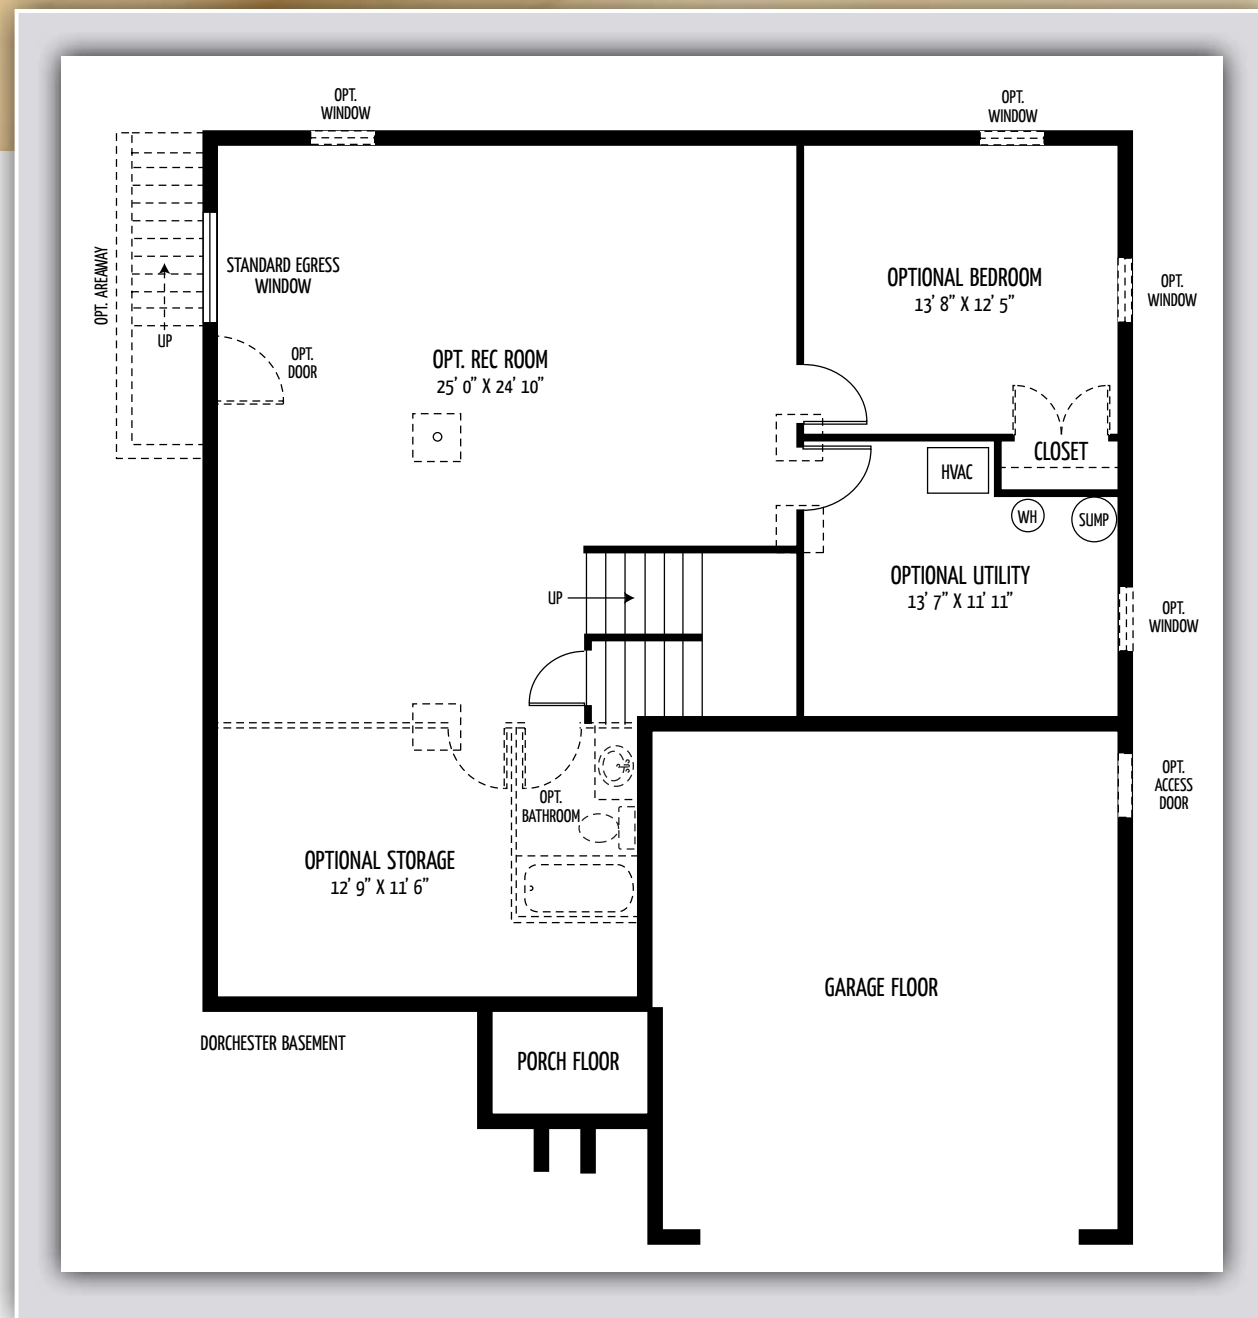 OPT.
WINDOW
OPT.
WINDOW
OPT. AREAWAY
UP
STANDARD EGRESS
WINDOW
OPT.
DOOR
OPT. REC ROOM
25' 0" X 24' 10"
OPTIONAL BEDROOM
13' 8" X 12' 5"
OPT.
WINDOW
CLOSET
HVAC
WH
SUMP
OPTIONAL UTILITY
13' 7" X 11' 11"
UP
OPT.
WINDOW
OPT.
ACCESS
DOOR
OPT.
BATHROOM
OPTIONAL STORAGE
12' 9" X 11' 6"
GARAGE FLOOR
DORCHESTER BASEMENT
PORCH FLOOR